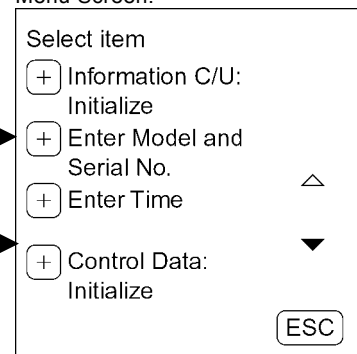 Menu Screen.
Select item
+ Information C/U:
Initialize
+ Enter Model and
Serial No.
+ Enter Time
+ Control Data:
Initialize
ESC